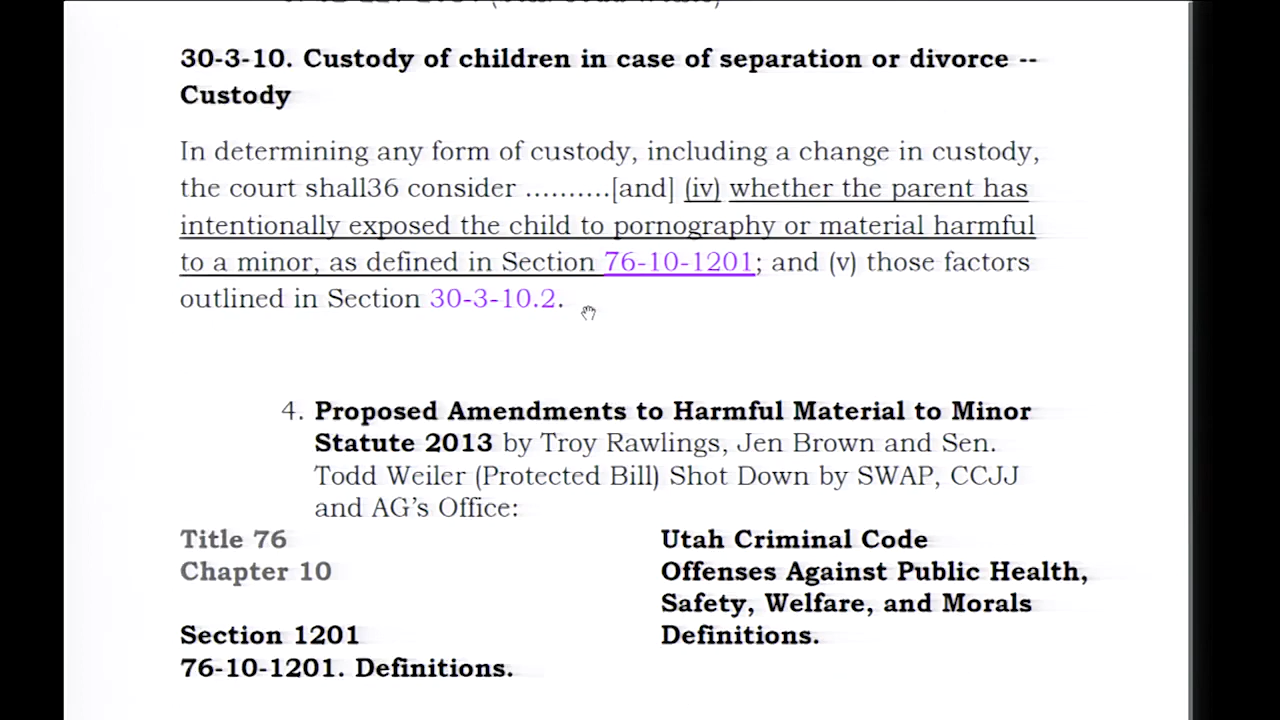 30-3-10. Custody of children in case of separation or divorce --
Custody
In determining any form of custody, including a change in custody,
the court shall36 consider ..........[and] (iv) whether the parent has
intentionally exposed the child to pornography or material harmful
to a minor, as defined in Section 76-10-1201; and (v) those factors
outlined in Section 30-3-10.2.
4. Proposed Amendments to Harmful Material to Minor
Statute 2013 by Troy Rawlings, Jen Brown and Sen.
Todd Weiler (Protected Bill) Shot Down by SWAP, CCJJ
and AG’s Office:
Title 76 Utah Criminal Code
Chapter 10 Offenses Against Public Health,
Safety, Welfare, and Morals
Section 1201 Definitions.
76-10-1201. Definitions.